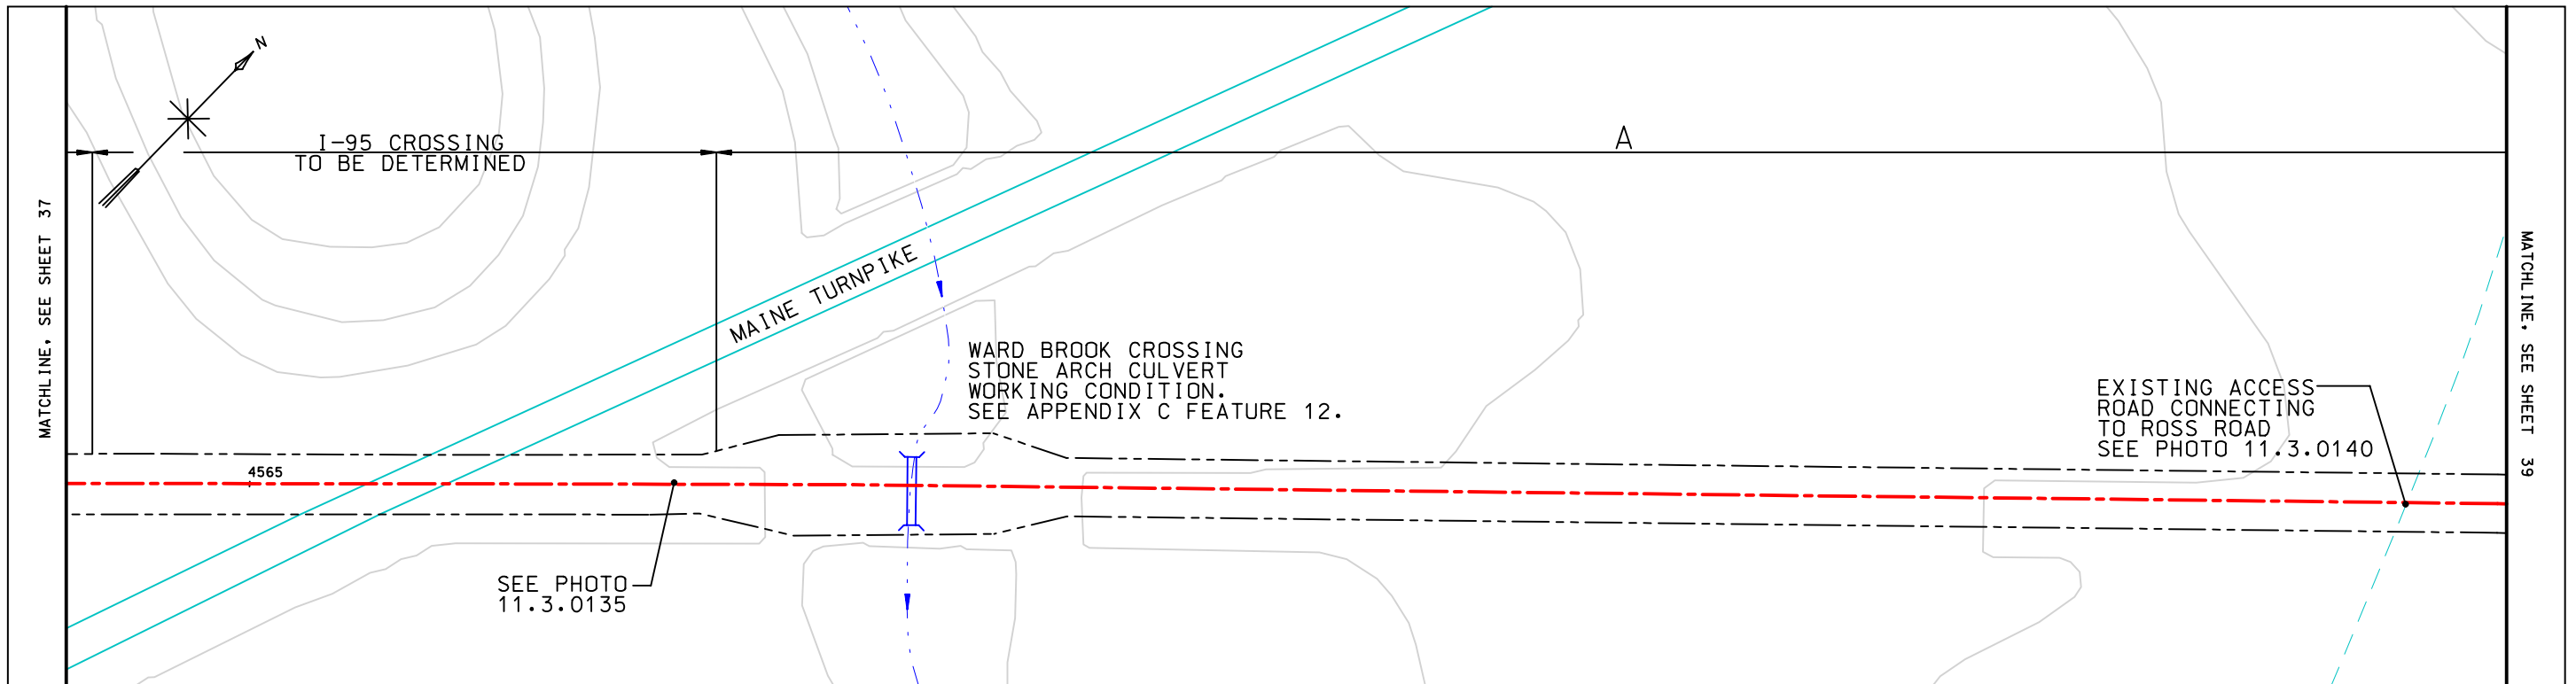 N
I-95 CROSSING
TO BE DETERMINED
A
MATCHLINE, SEE SHEET 37
MAINE TURNPIKE
WARD BROOK CROSSING
STONE ARCH CULVERT
WORKING CONDITION.
SEE APPENDIX C FEATURE 12.
EXISTING ACCESS
ROAD CONNECTING
TO ROSS ROAD
SEE PHOTO 11.3.0140
MATCHLINE, SEE SHEET 39
4565
SEE PHOTO
11.3.0135